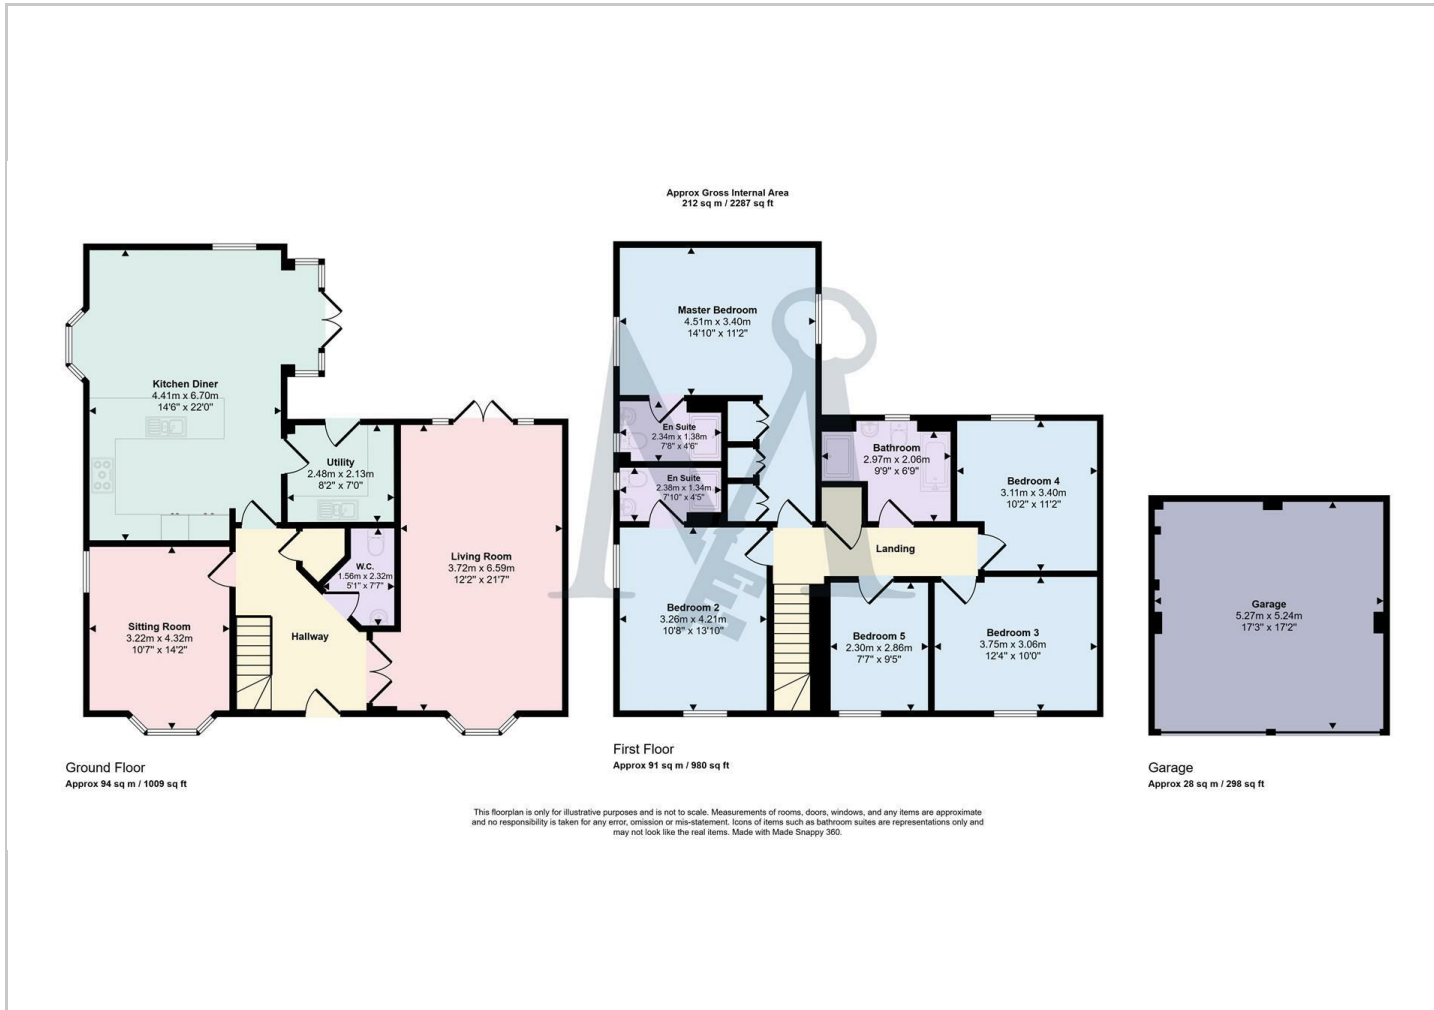 Approx Gross Internal Area
212 sq m / 2287 sq ft
Kitchen Diner
4.41m x 6.70m
14'6" x 22'0"
Utility
2.48m x 2.13m
8'2" x 7'0"
W.C.
1.56m x 2.32m
5'1" x 7'7"
Living Room
3.72m x 6.59m
12'2" x 21'7"
Sitting Room
3.22m x 4.32m
10'7" x 14'2"
Hallway
Ground Floor
Approx 94 sq m / 1009 sq ft
Master Bedroom
4.51m x 3.40m
14'10" x 11'2"
En Suite
2.34m x 1.38m
7'8" x 4'6"
En Suite
2.38m x 1.34m
7'10" x 4'5"
Bathroom
2.97m x 2.06m
9'9" x 6'9"
Bedroom 4
3.11m x 3.40m
10'2" x 11'2"
Landing
Bedroom 2
3.26m x 4.21m
10'8" x 13'10"
Bedroom 5
2.30m x 2.86m
7'7" x 9'5"
Bedroom 3
3.75m x 3.06m
12'4" x 10'0"
First Floor
Approx 91 sq m / 980 sq ft
Garage
5.27m x 5.24m
17'3" x 17'2"
Garage
Approx 28 sq m / 298 sq ft
This floorplan is only for illustrative purposes and is not to scale. Measurements of rooms, doors, windows, and any items are approximate
and no responsibility is taken for any error, omission or mis-statement. Icons of items such as bathroom suites are representations only and
may not look like the real items. Made with Made Snappy 360.